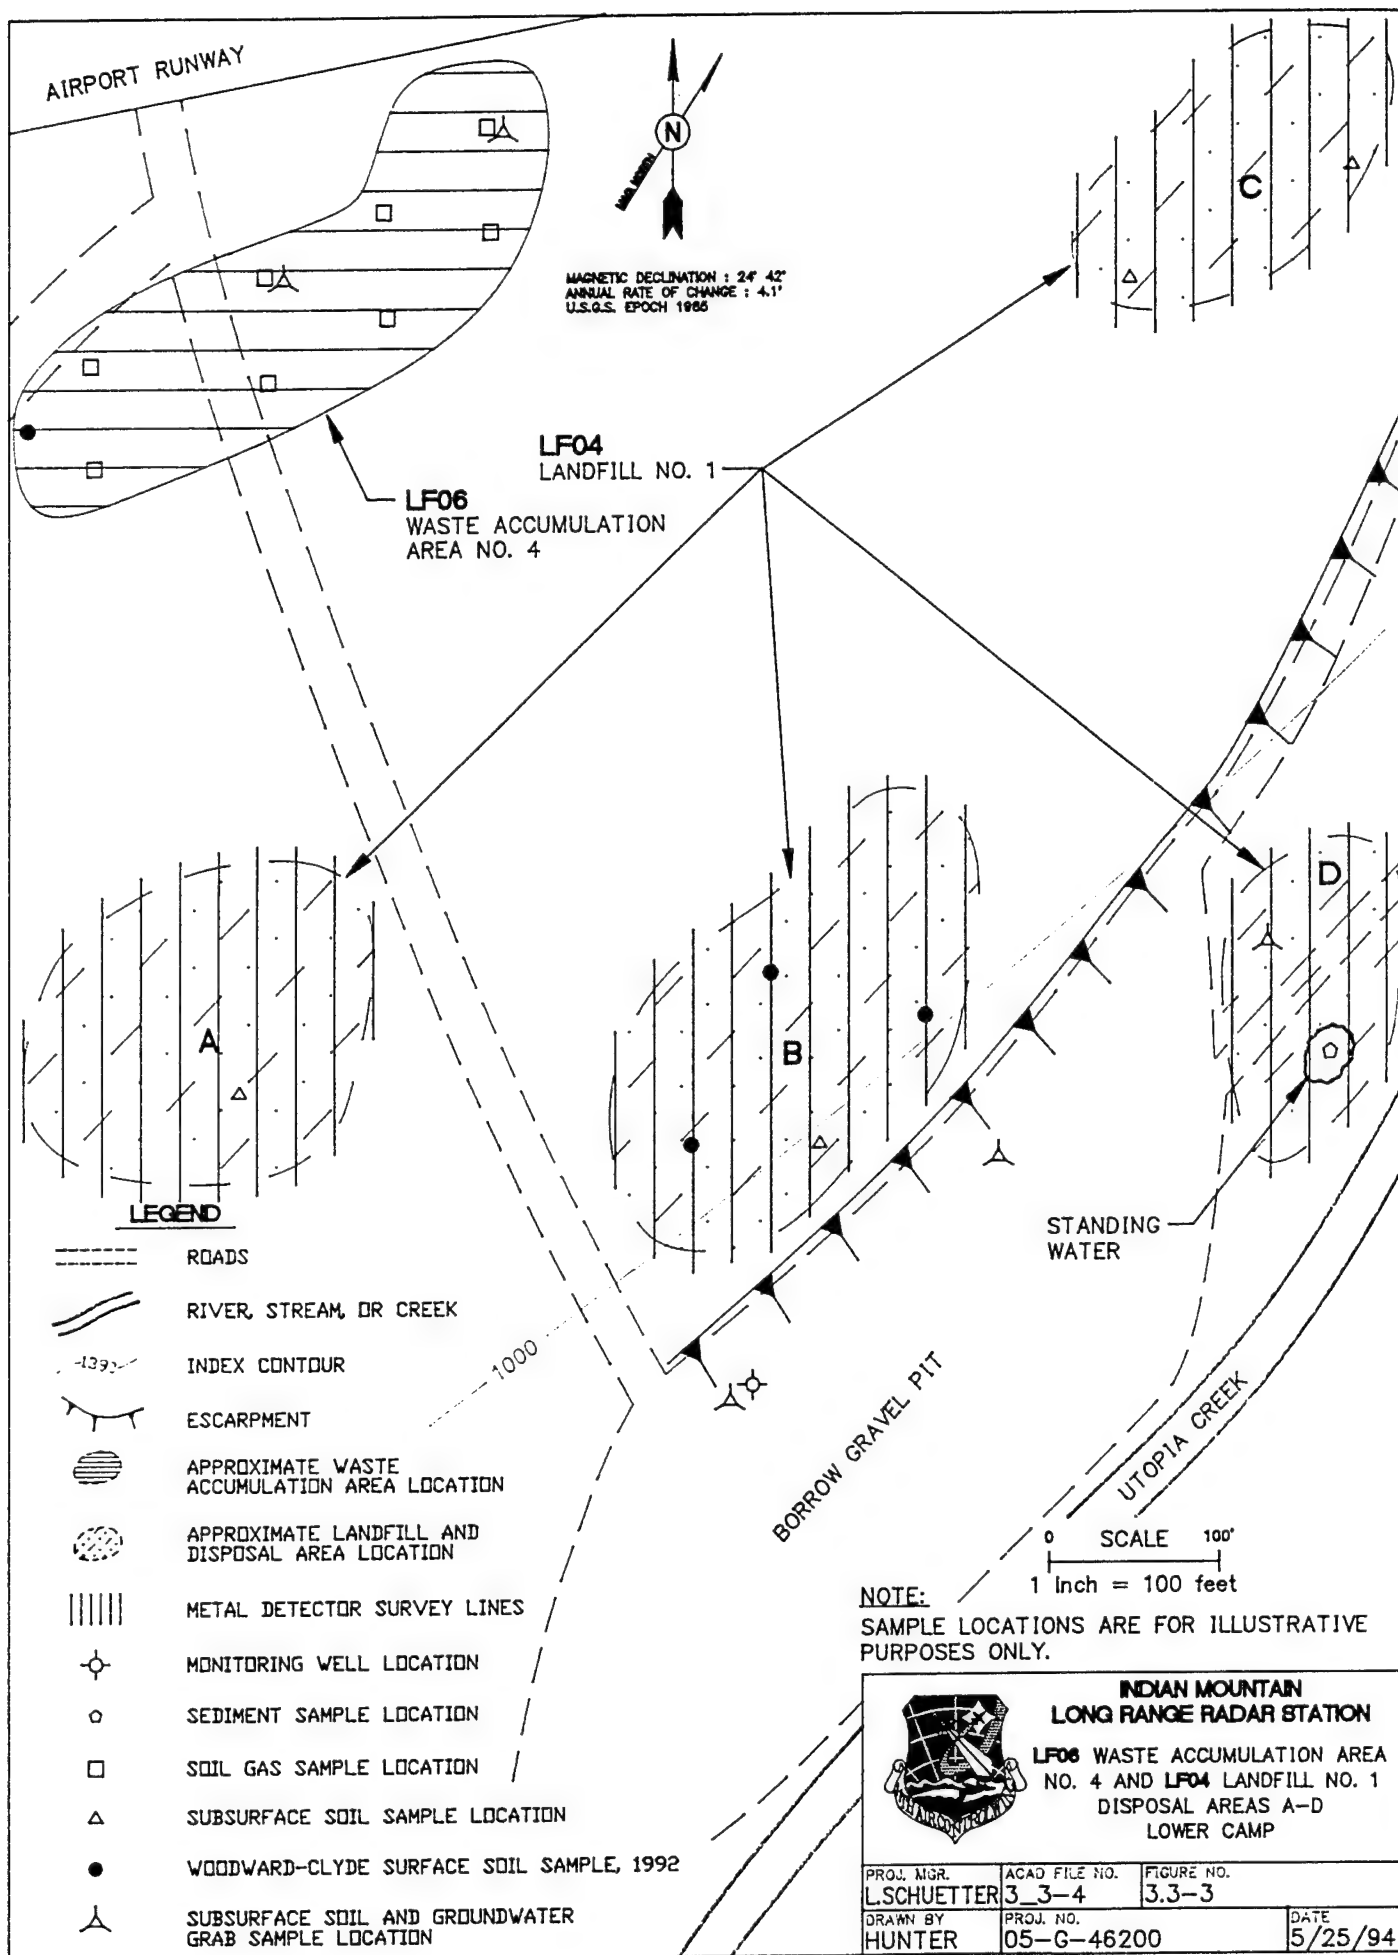 AIRPORT RUNWAY
N
MAG NORTH
MAGNETIC DECLINATION : 24° 42'
ANNUAL RATE OF CHANGE : 4.1'
U.S.G.S. EPOCH 1965
C
LF04
LANDFILL NO. 1
LF06
WASTE ACCUMULATION
AREA NO. 4
D
A
B
STANDING
WATER
1000
BORROW GRAVEL PIT
UTOPIA CREEK
LEGEND
ROADS
RIVER, STREAM, OR CREEK
INDEX CONTOUR
ESCARPMENT
APPROXIMATE WASTE
ACCUMULATION AREA LOCATION
APPROXIMATE LANDFILL AND
DISPOSAL AREA LOCATION
METAL DETECTOR SURVEY LINES
MONITORING WELL LOCATION
SEDIMENT SAMPLE LOCATION
SOIL GAS SAMPLE LOCATION
SUBSURFACE SOIL SAMPLE LOCATION
WOODWARD-CLYDE SURFACE SOIL SAMPLE, 1992
SUBSURFACE SOIL AND GROUNDWATER
GRAB SAMPLE LOCATION
0 SCALE 100'
1 inch = 100 feet
NOTE:
SAMPLE LOCATIONS ARE FOR ILLUSTRATIVE
PURPOSES ONLY.
INDIAN MOUNTAIN
LONG RANGE RADAR STATION
LF06 WASTE ACCUMULATION AREA
NO. 4 AND LF04 LANDFILL NO. 1
DISPOSAL AREAS A-D
LOWER CAMP
PROJ. MGR.
L.SCHUETTER
ACAD FILE NO.
3_3-4
FIGURE NO.
3.3-3
DRAWN BY
HUNTER
PROJ. NO.
05-G-46200
DATE
5/25/94